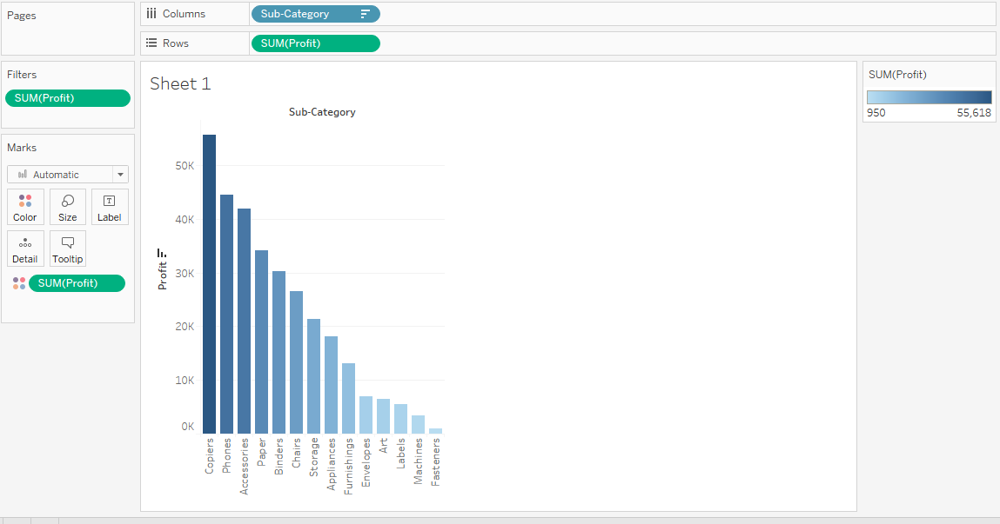 Pages
Columns
Sub-Category
Rows
SUM(Profit)
Filters
SUM(Profit)
Marks
Automatic
Color
Size
Label
Detail
Tooltip
SUM(Profit)
Sheet 1
Sub-Category
Profit
50K
40K
30K
20K
10K
0K
Copiers
Phones
Accessories
Paper
Binders
Chairs
Storage
Appliances
Furnishings
Envelopes
Art
Labels
Machines
Fasteners
SUM(Profit)
950 55,618